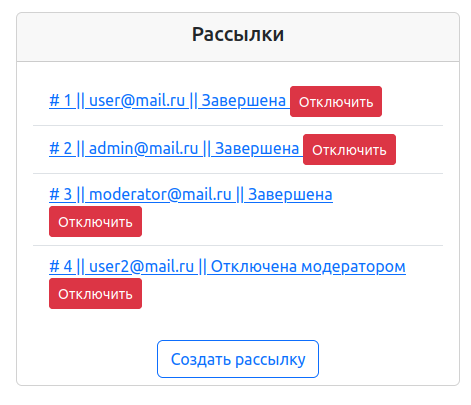 Рассылки
# 1 || user@mail.ru || Завершена Отключить
# 2 || admin@mail.ru || Завершена Отключить
# 3 || moderator@mail.ru || Завершена
Отключить
# 4 || user2@mail.ru || Отключена модератором
Отключить
Создать рассылку